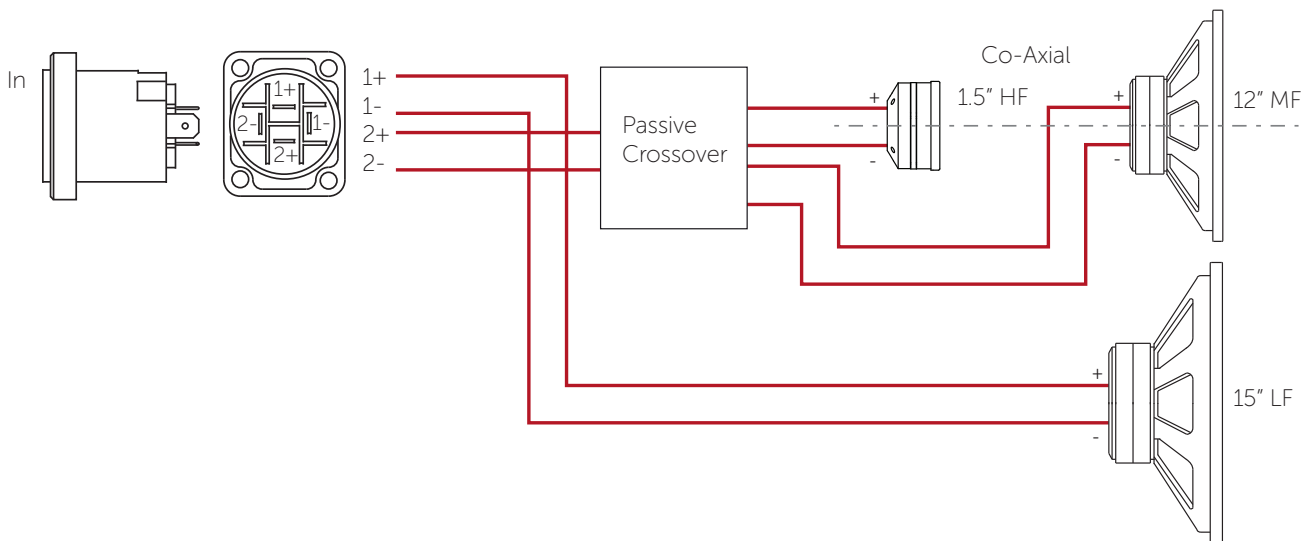 In
1+
2-
1-
2+
1+
1-
2+
2-
Passive
Crossover
+
-
Co-Axial
1.5” HF
+
-
12” MF
+
-
15” LF